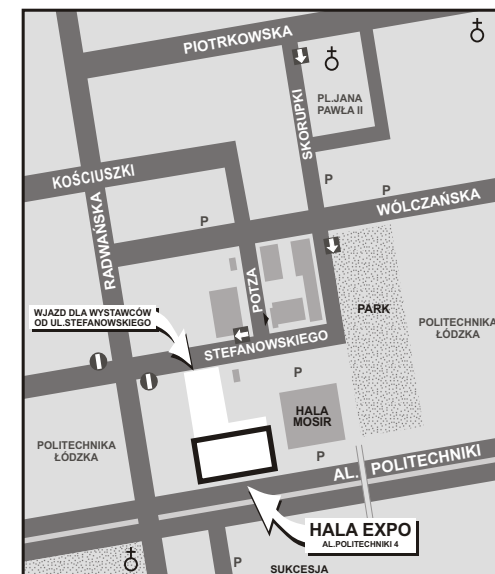 PIOTRKOWSKA
PL.JANA
PAWŁA II
SKORUPKI
KOŚCIUSZKI
P
P
WÓLCZAŃSKA
P
RADWAŃSKA
POTZA
WJAZD DLA WYSTAWCÓW
OD UL.STEFANOWSKIEGO
PARK
POLITECHNIKA
ŁÓDZKA
STEFANOWSKIEGO
P
HALA
MOSIR
POLITECHNIKA
ŁÓDZKA
P
AL. POLITECHNIKI
HALA EXPO
AL.POLITECHNIKI 4
P
SUKCESJA